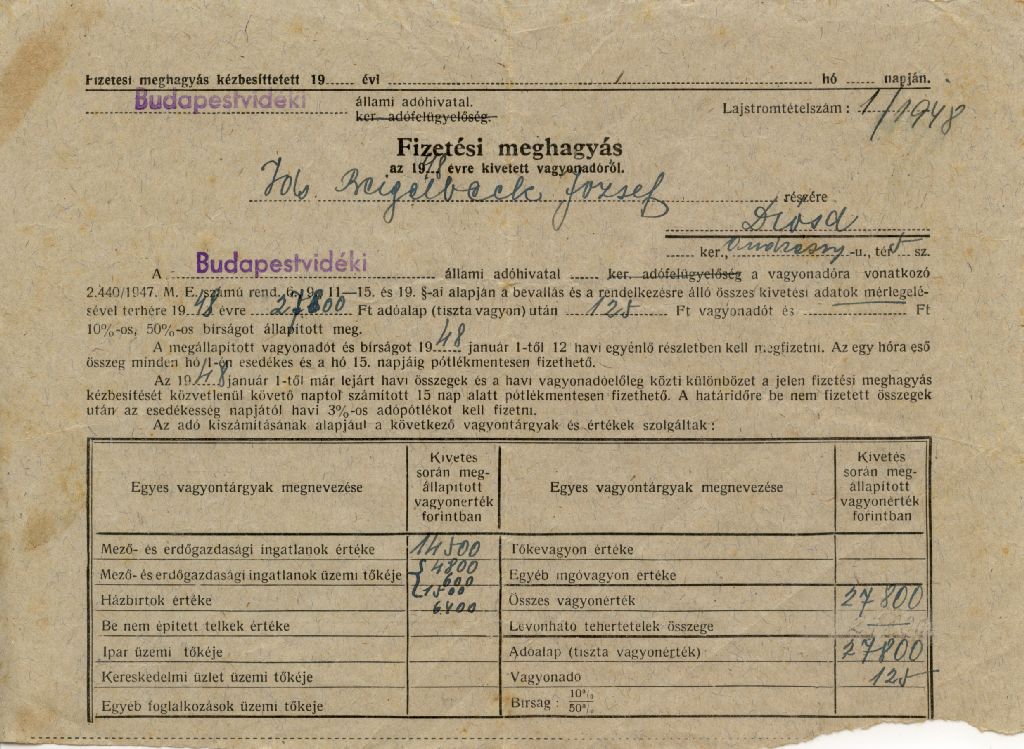 Fizetési meghagyás kézbesíttetett 19...... évi ........ hó ...... napján.
Budapestvidéki állami adóhivatal.
ker. adófelügyelőség.
Lajstromtételszám: 1/1948
Fizetési meghagyás
az 1948 évre kivetett vagyonadóról.
József részére
Diósd
...... ker., Andrássy -u., tér 5 sz.
A Budapestvidéki állami adóhivatal ...... ker. adófelügyelőség a vagyonadóra vonatkozó
2.440/1947. M. E. számú rend. 6., 9., 11—15. és 19. §-ai alapján a bevallás és a rendelkezésre álló összes kivetési adatok mérlegelé-
sével terhére 1948 évre 27800 Ft adóalap (tiszta vagyon) után 125 Ft vagyonadót és — Ft
10%-os, 50%-os bírságot állapított meg.
A megállapított vagyonadót és bírságot 1948 január 1-től 12 havi egyenlő részletben kell megfizetni. Az egy hóra eső
összeg minden hó 1-én esedékes és a hó 15. napjáig pótlékmentesen fizethető.
Az 1948 január 1-től már lejárt havi összegek és a havi vagyonadóelőleg közti különbözet a jelen fizetési meghagyás
kézbesítését közvetlenül követő naptól számított 15 nap alatt pótlékmentesen fizethető. A határidőre be nem fizetett összegek
után az esedékesség napjától havi 3%-os adópótlékot kell fizetni.
Az adó kiszámításának alapjául a következő vagyontárgyak és értékek szolgáltak:
Egyes vagyontárgyak megnevezése
Kivetés
során meg-
állapított
vagyonérték
forintban
Egyes vagyontárgyak megnevezése
Kivetés
során meg-
állapított
vagyonérték
forintban
Mező- és erdőgazdasági ingatlanok értéke 14500 Tőkevagyon értéke
Mező- és erdőgazdasági ingatlanok üzemi tőkéje 4800 600 1500 Egyéb ingóvagyon értéke
Házbirtok értéke 6400 Összes vagyonérték 27800
Be nem épített telkek értéke Levonható tehertételek összege —
Ipar üzemi tőkéje Adóalap (tiszta vagyonérték) 27800
Kereskedelmi üzlet üzemi tőkéje Vagyonadó 125
Egyéb foglalkozások üzemi tőkéje Bírság: 10% 50%